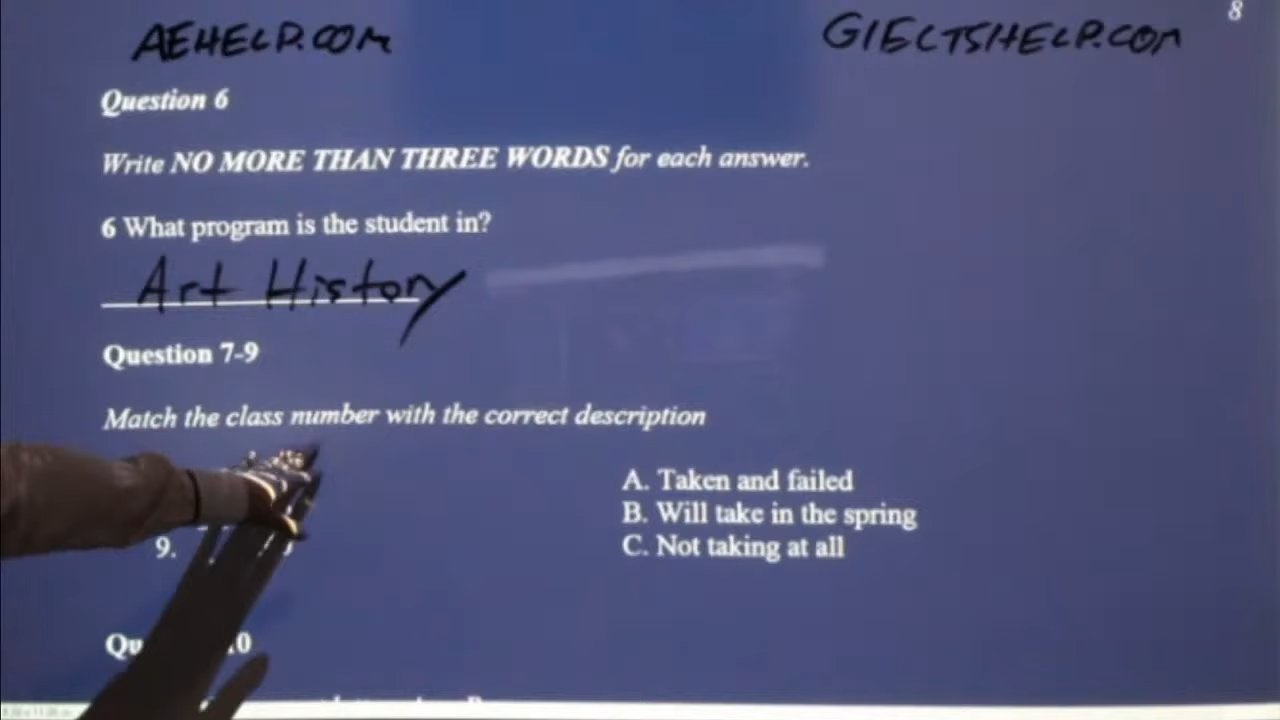 8
AEHELP.COM
GIELTSHELP.COM
Question 6
Write NO MORE THAN THREE WORDS for each answer.
6 What program is the student in?
Art History
Question 7-9
Match the class number with the correct description
A. Taken and failed
B. Will take in the spring
9.
C. Not taking at all